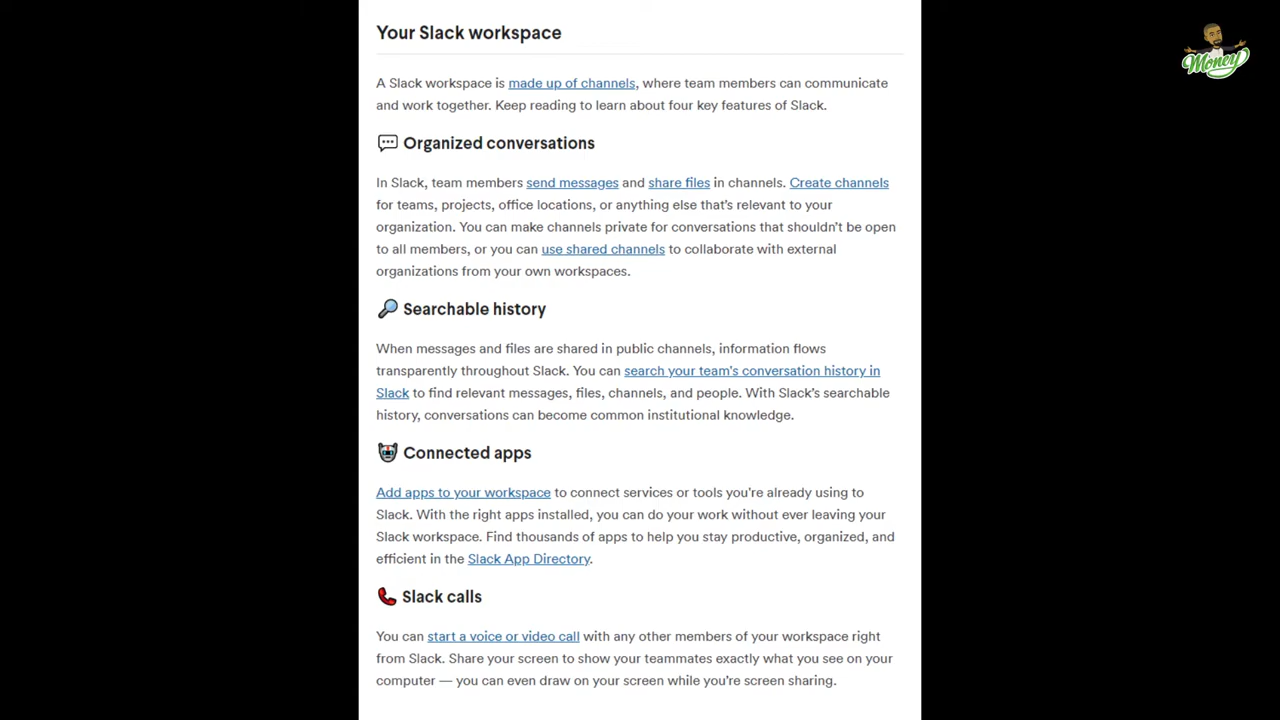 Your Slack workspace
Money
A Slack workspace is made up of channels, where team members can communicate
and work together. Keep reading to learn about four key features of Slack.
Organized conversations
In Slack, team members send messages and share files in channels. Create channels
for teams, projects, office locations, or anything else that's relevant to your
organization. You can make channels private for conversations that shouldn't be open
to all members, or you can use shared channels to collaborate with external
organizations from your own workspaces.
Searchable history
When messages and files are shared in public channels, information flows
transparently throughout Slack. You can search your team's conversation history in
Slack to find relevant messages, files, channels, and people. With Slack's searchable
history, conversations can become common institutional knowledge.
Connected apps
Add apps to your workspace to connect services or tools you're already using to
Slack. With the right apps installed, you can do your work without ever leaving your
Slack workspace. Find thousands of apps to help you stay productive, organized, and
efficient in the Slack App Directory.
Slack calls
You can start a voice or video call with any other members of your workspace right
from Slack. Share your screen to show your teammates exactly what you see on your
computer — you can even draw on your screen while you're screen sharing.